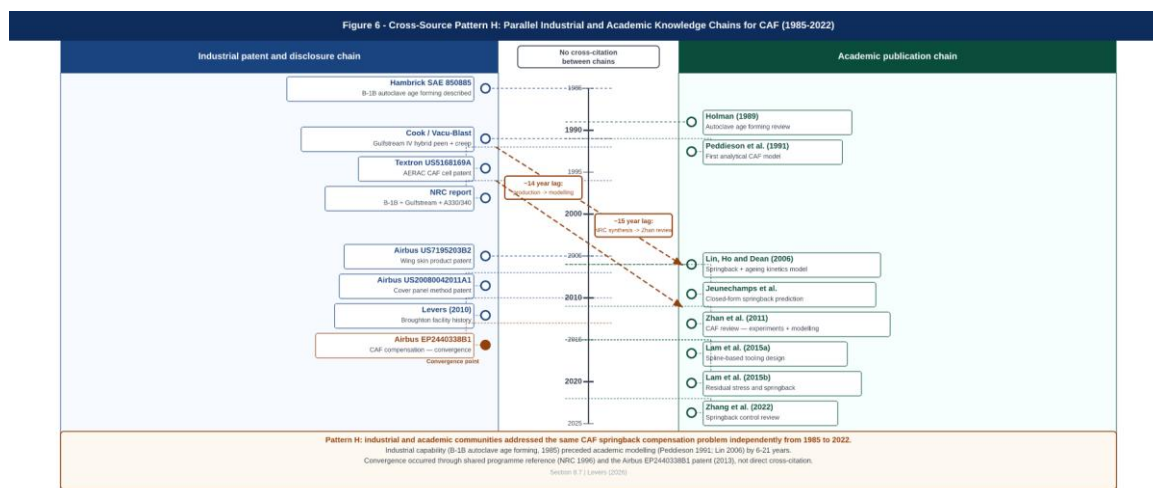 Figure 6 - Cross-Source Pattern H: Parallel Industrial and Academic Knowledge Chains for CAF (1985-2022)
Industrial patent and disclosure chain
No cross-citation
between chains
Academic publication chain
Hambrick SAE 850885
B-1B autoclave age forming described
Cook / Vacu-Blast
Gulfstream IV hybrid peen + creep
Textron US5168169A
AERAC CAF cell patent
NRC report
B-1B + Gulfstream + A330/340
Airbus US7195203B2
Wing skin product patent
Airbus US20080042011A1
Cover panel method patent
Levers (2010)
Broughton facility history
Airbus EP2440338B1
CAF compensation — convergence
Convergence point
1985
1990
1995
2000
2005
2010
2015
2020
2025
~14 year lag:
production -> modelling
~15 year lag:
NRC synthesis -> Zhan review
Holman (1989)
Autoclave age forming review
Peddieson et al. (1991)
First analytical CAF model
Lin, Ho and Dean (2006)
Springback + ageing kinetics model
Jeunechamps et al.
Closed-form springback prediction
Zhan et al. (2011)
CAF review — experiments + modelling
Lam et al. (2015a)
Spline-based tooling design
Lam et al. (2015b)
Residual stress and springback
Zhang et al. (2022)
Springback control review
Pattern H: industrial and academic communities addressed the same CAF springback compensation problem independently from 1985 to 2022.
Industrial capability (B-1B autoclave age forming, 1985) preceded academic modelling (Peddieson 1991; Lin 2006) by 6-21 years.
Convergence occurred through shared programme reference (NRC 1996) and the Airbus EP2440338B1 patent (2013), not direct cross-citation.
Section 8.7 | Levers (2026)